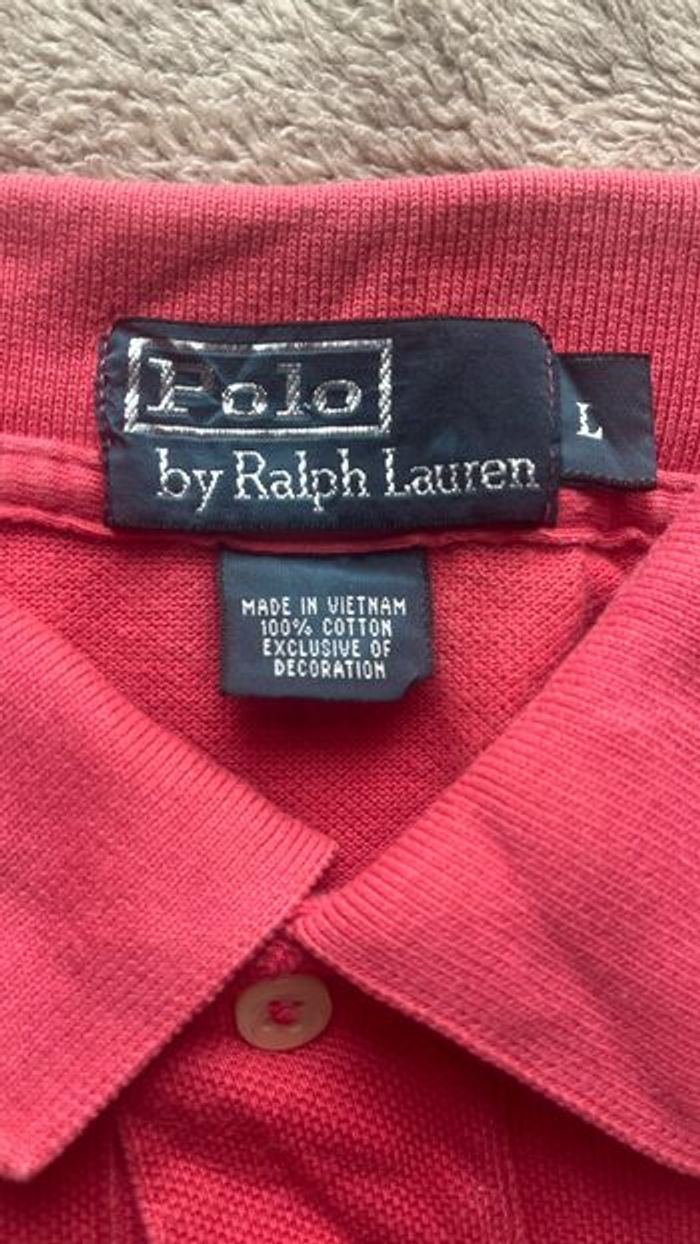 Polo
by Ralph Lauren
L
MADE IN VIETNAM
100% COTTON
EXCLUSIVE OF
DECORATION